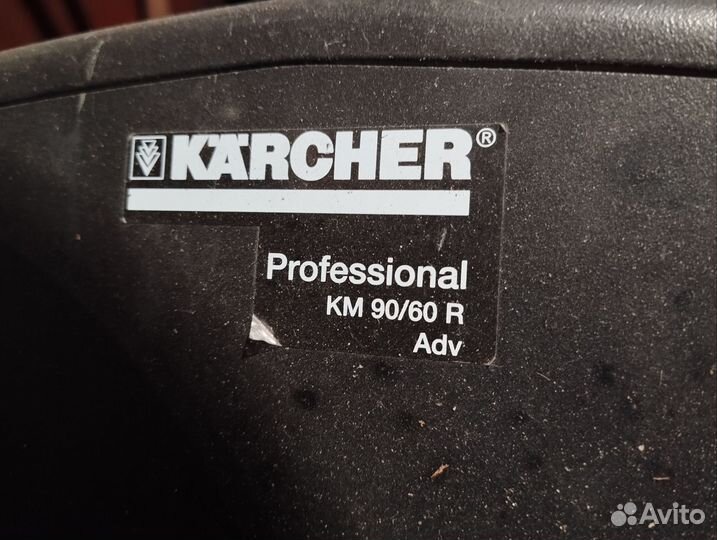 KÄRCHER®
Professional
KM 90/60 R
Adv
Avito